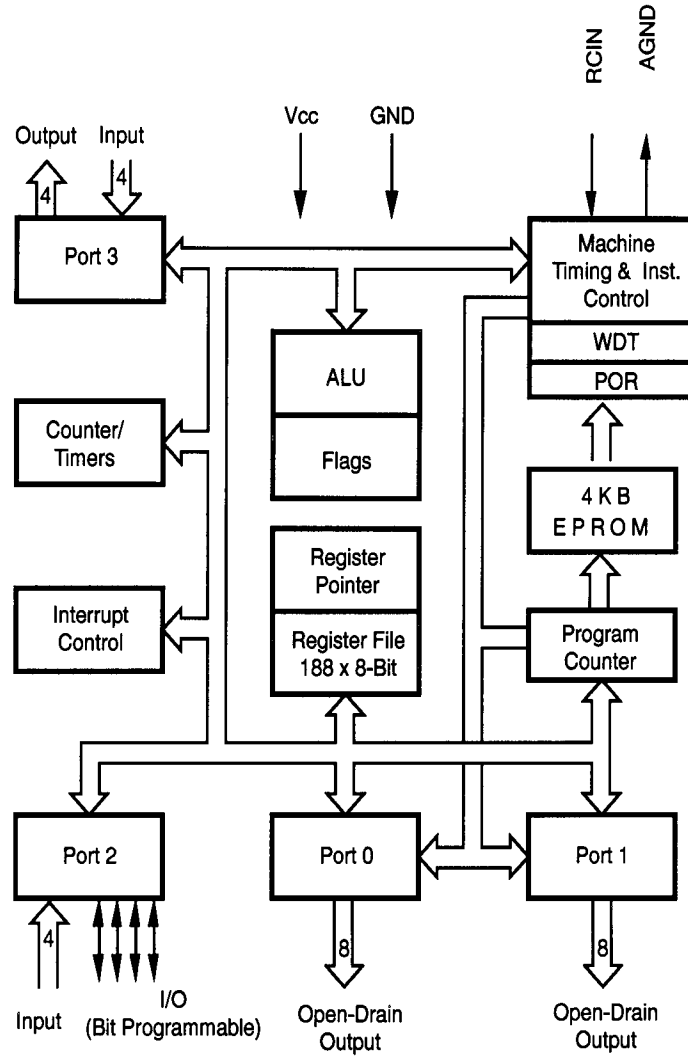 RCIN
AGND
Output Input
Vcc GND
4 4
Port 3
Machine
Timing & Inst.
Control
WDT
POR
ALU
Flags
Counter/
Timers
4 K B
E P R O M
Register
Pointer
Register File
188 x 8-Bit
Interrupt
Control
Program
Counter
Port 2
Port 0
Port 1
4
8
8
Input
I/O
(Bit Programmable)
Open-Drain
Output
Open-Drain
Output